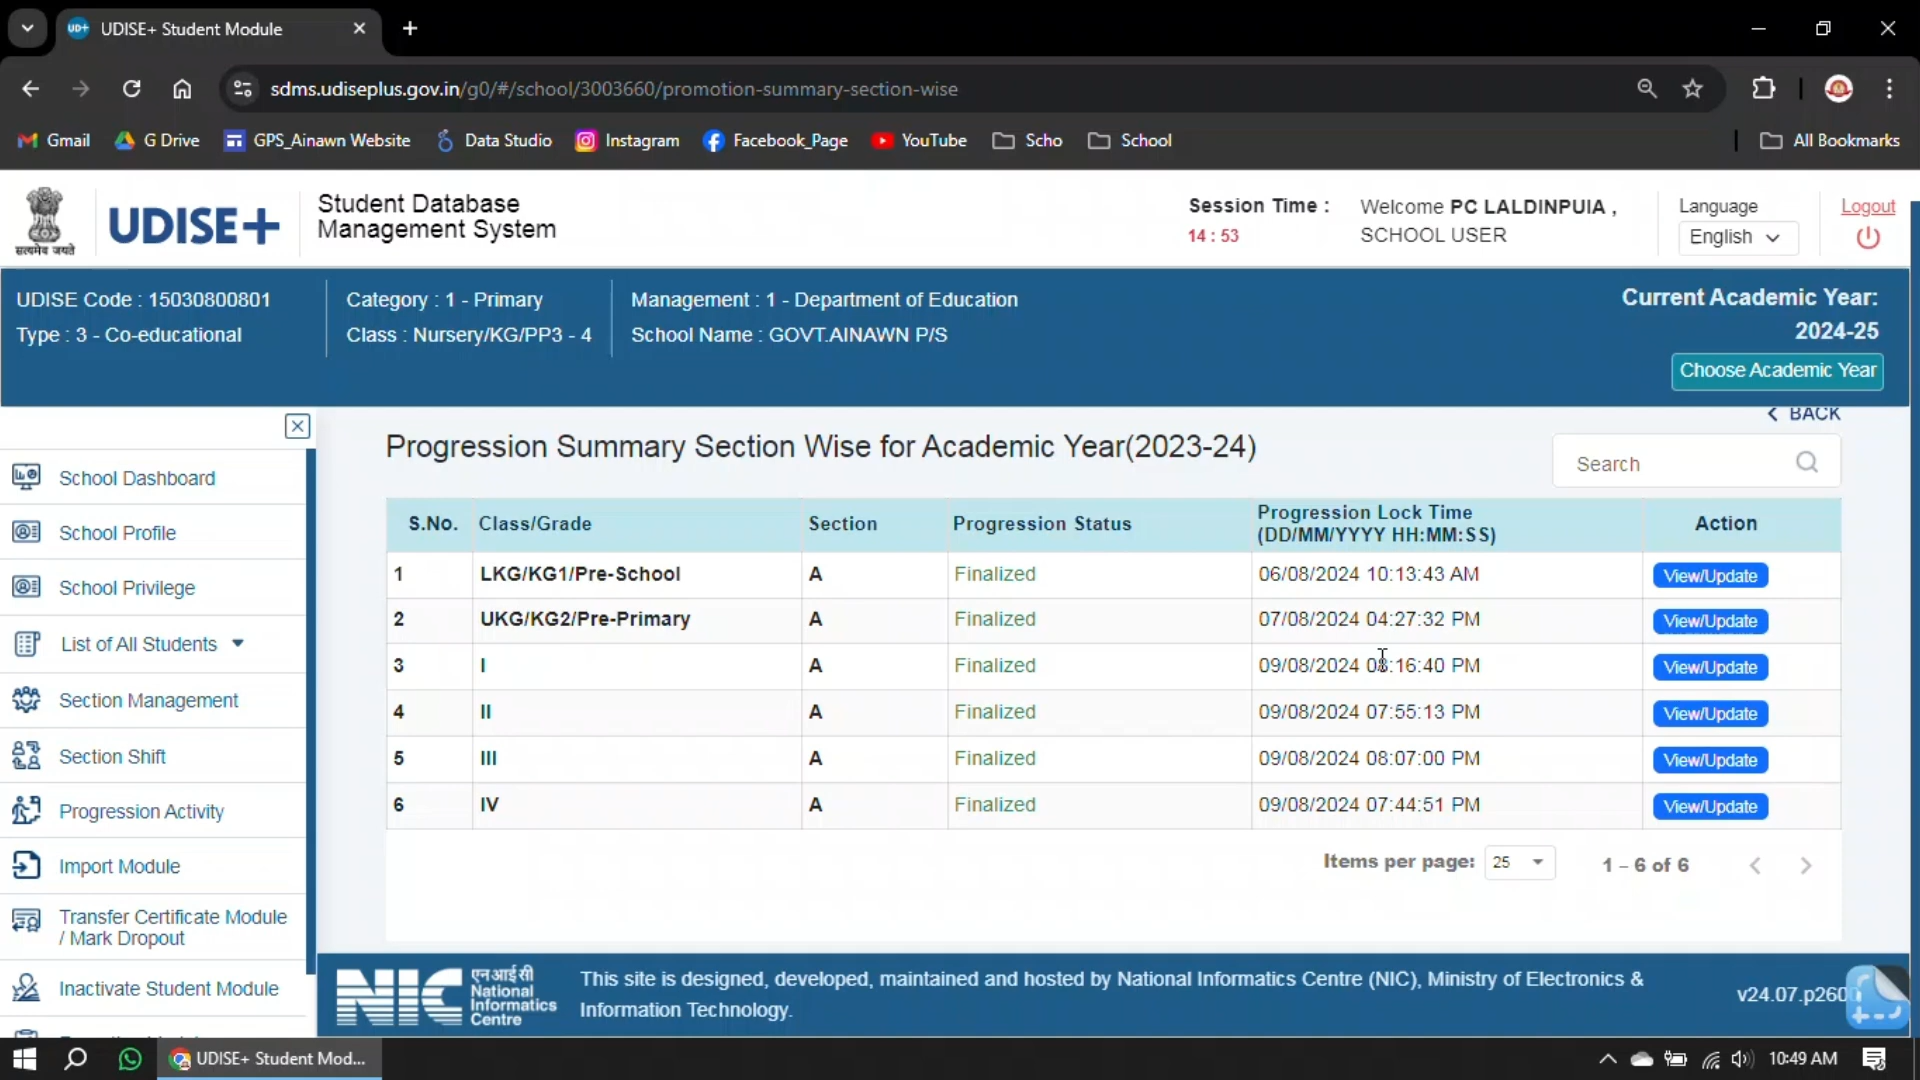 UDISE+ Student Module
sdms.udiseplus.gov.in/g0/#/school/3003660/promotion-summary-section-wise
Gmail G Drive GPS_Ainawn Website Data Studio Instagram Facebook_Page YouTube Scho School All Bookmarks
सत्यमेव जयते
UDISE+
Student Database
Management System
Session Time :
14 : 53
Welcome PC LALDINPUIA ,
SCHOOL USER
Language
English
Logout
UDISE Code : 15030800801
Type : 3 - Co-educational
Category : 1 - Primary
Class : Nursery/KG/PP3 - 4
Management : 1 - Department of Education
School Name : GOVT.AINAWN P/S
Current Academic Year:
2024-25
Choose Academic Year
School Dashboard
School Profile
School Privilege
List of All Students
Section Management
Section Shift
Progression Activity
Import Module
Transfer Certificate Module
/ Mark Dropout
Inactivate Student Module
BACK
Progression Summary Section Wise for Academic Year(2023-24)
Search
S.No. Class/Grade Section Progression Status Progression Lock Time
(DD/MM/YYYY HH:MM:SS) Action
1 LKG/KG1/Pre-School A Finalized 06/08/2024 10:13:43 AM View/Update
2 UKG/KG2/Pre-Primary A Finalized 07/08/2024 04:27:32 PM View/Update
3 I A Finalized 09/08/2024 08:16:40 PM View/Update
4 II A Finalized 09/08/2024 07:55:13 PM View/Update
5 III A Finalized 09/08/2024 08:07:00 PM View/Update
6 IV A Finalized 09/08/2024 07:44:51 PM View/Update
Items per page: 25 1 – 6 of 6
NIC
एन आई सी
National
Informatics
Centre
This site is designed, developed, maintained and hosted by National Informatics Centre (NIC), Ministry of Electronics &
Information Technology.
UDISE+ Student Mod...
10:49 AM